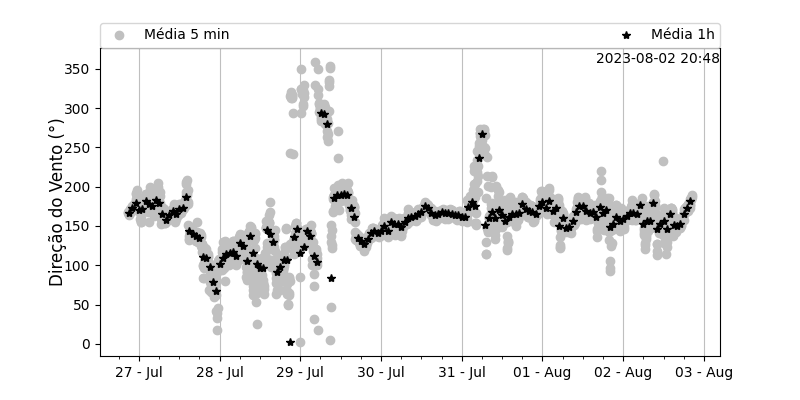 Média 5 min
Média 1h
2023-08-02 20:48
Direção do Vento (°)
350
300
250
200
150
100
50
0
27 - Jul
28 - Jul
29 - Jul
30 - Jul
31 - Jul
01 - Aug
02 - Aug
03 - Aug